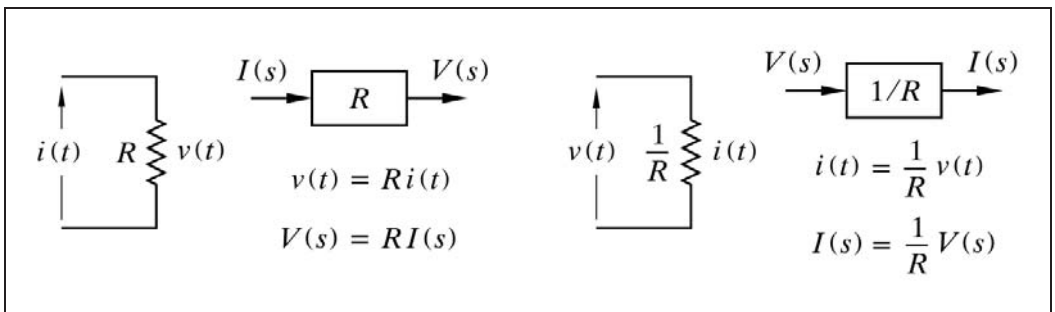 I(s) V(s)
R
i(t) R v(t)
v(t) = Ri(t)
V(s) = RI(s)
V(s) I(s)
1/R
v(t) 1/R i(t)
i(t) = 1/R v(t)
I(s) = 1/R V(s)